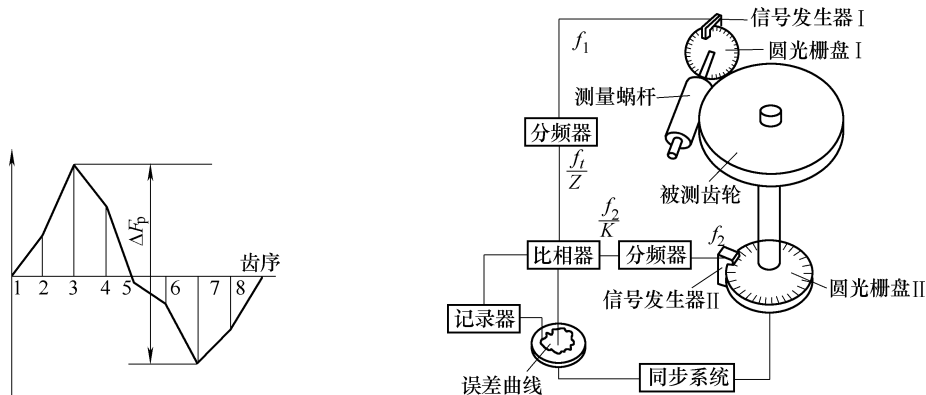 ΔFp
齿序
1 2 3 4 5 6 7 8
信号发生器Ⅰ
f1
圆光栅盘Ⅰ
测量蜗杆
分频器
ft/Z
被测齿轮
f2/K
f2
比相器
分频器
信号发生器Ⅱ
圆光栅盘Ⅱ
记录器
误差曲线
同步系统